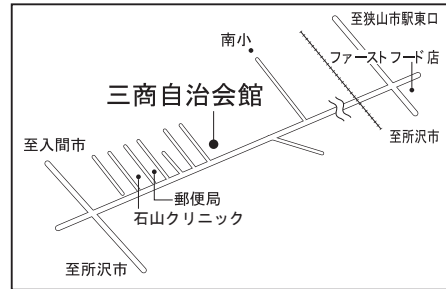 至狭山市駅東口
南小
ファーストフード店
三商自治会館
至入間市
至所沢市
郵便局
石山クリニック
至所沢市